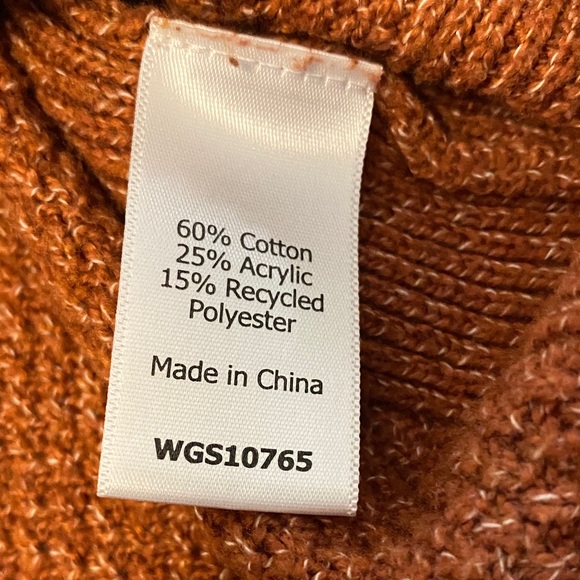 60% Cotton
25% Acrylic
15% Recycled
Polyester
Made in China
WGS10765